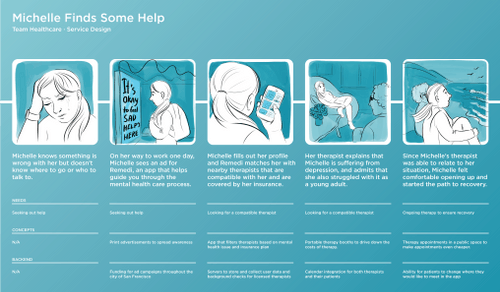 Michelle Finds Some Help
Team Healthcare · Service Design
It's
Okay
to feel
SAD
HELP'S
HERE
Michelle knows something is
wrong with her but doesn't
know where to go or who to
talk to.
On her way to work one day,
Michelle sees an ad for
Remedi, an app that helps
guide you through the
mental health care process.
Michelle fills out her profile
and Remedi matches her with
nearby therapists that are
compatible with her and are
covered by her insurance.
Her therapist explains that
Michelle is suffering from
depression, and admits that
she also struggled with it as
a young adult.
Since Michelle's therapist
was able to relate to her
situation, Michelle felt
comfortable opening up and
started the path to recovery.
NEEDS
Seeking out help
Seeking out help
Looking for a compatible therapist
Looking for a compatible therapist
Ongoing therapy to ensure recovery
CONCEPTS
N/A
Print advertisements to spread awareness
App that filters therapists based on mental
health issue and insurance plan
Portable therapy booths to drive down the
costs of therapy
Therapy appointments in a public space to
make appointments even cheaper
BACKEND
N/A
Funding for ad campaigns throughout the
city of San Francisco
Servers to store and collect user data and
background checks for licensed therapists
Calendar integration for both therapists
and their patients
Ability for patients to change where they
would like to meet in the app